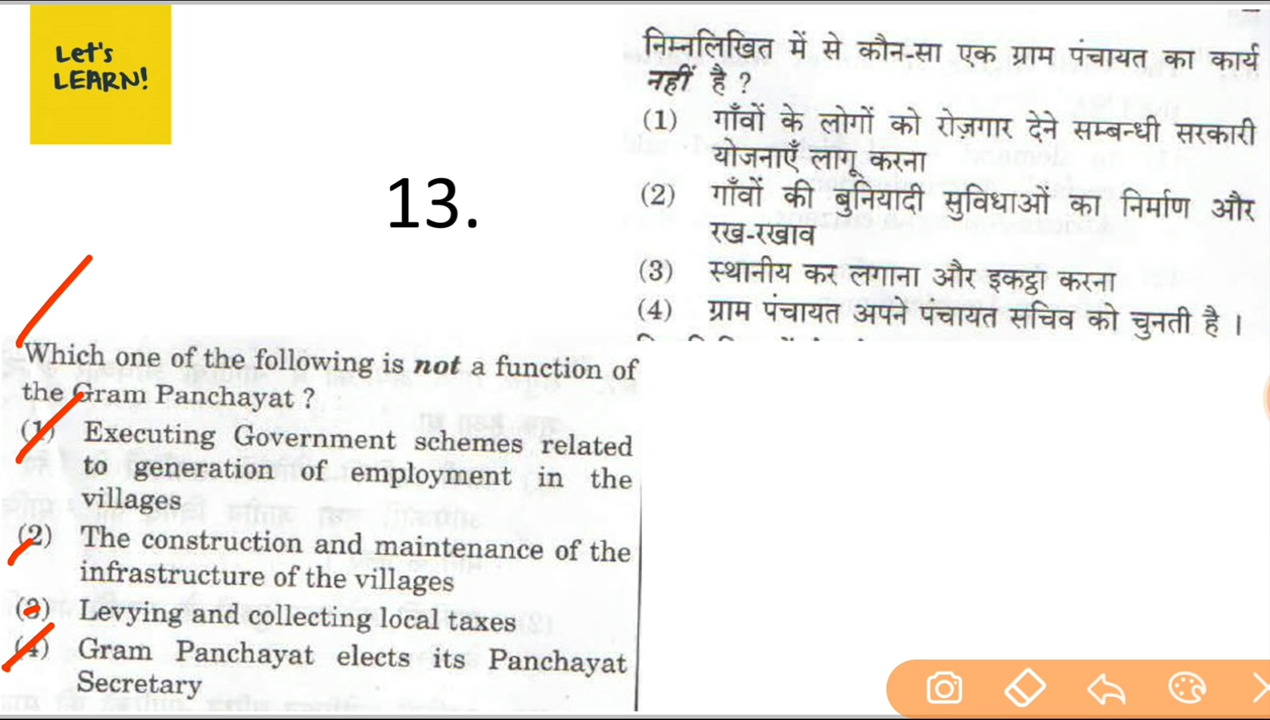 Let's
LEARN!
13.
निम्नलिखित में से कौन-सा एक ग्राम पंचायत का कार्य
नहीं है ?
(1) गाँवों के लोगों को रोज़गार देने सम्बन्धी सरकारी
योजनाएँ लागू करना
(2) गाँवों की बुनियादी सुविधाओं का निर्माण और
रख-रखाव
(3) स्थानीय कर लगाना और इकट्ठा करना
(4) ग्राम पंचायत अपने पंचायत सचिव को चुनती है ।
Which one of the following is not a function of
the Gram Panchayat ?
(1) Executing Government schemes related
to generation of employment in the
villages
(2) The construction and maintenance of the
infrastructure of the villages
(3) Levying and collecting local taxes
(4) Gram Panchayat elects its Panchayat
Secretary